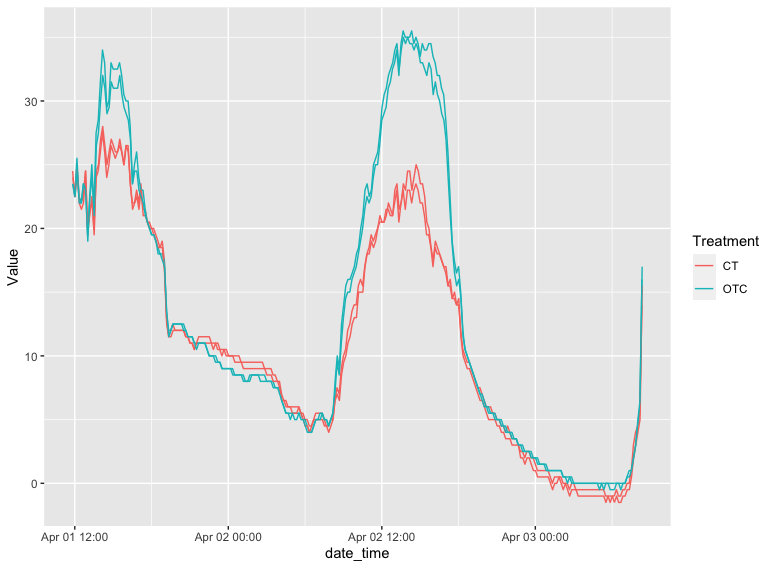 Value
30
20
10
0
Apr 01 12:00
Apr 02 00:00
Apr 02 12:00
Apr 03 00:00
date_time
Treatment
CT
OTC